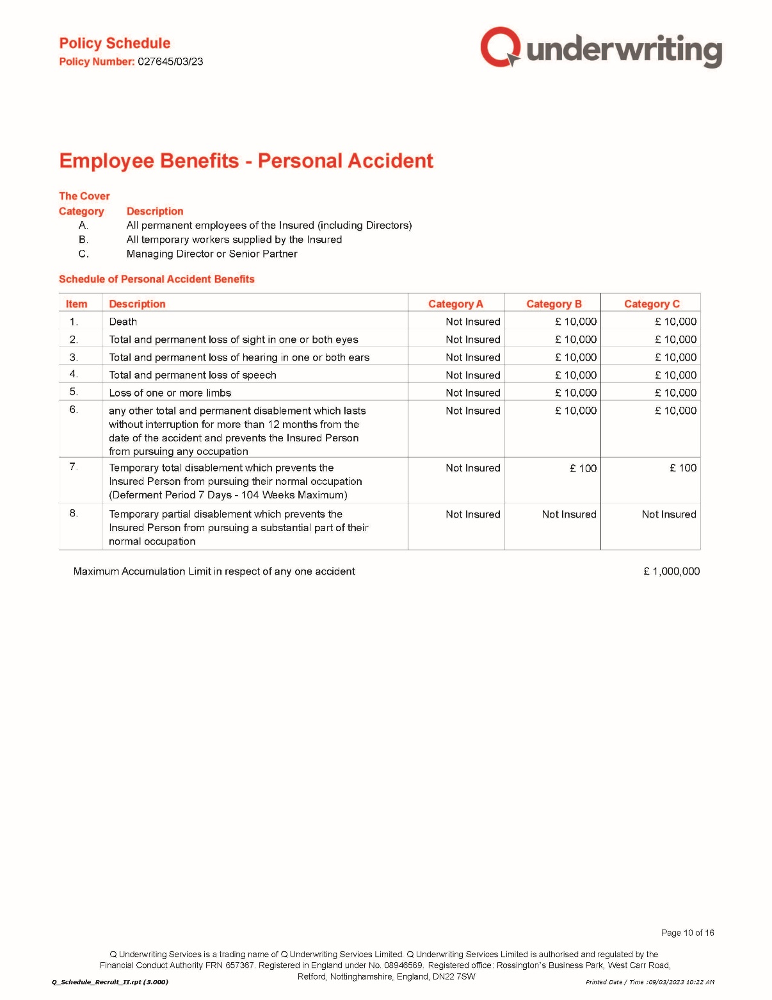 Policy Schedule
Policy Number: 027645/03/23
Q underwriting
Employee Benefits - Personal Accident
The Cover
Category Description
A. All permanent employees of the Insured (including Directors)
B. All temporary workers supplied by the Insured
C. Managing Director or Senior Partner
Schedule of Personal Accident Benefits
Item Description Category A Category B Category C
1. Death Not Insured £ 10,000 £ 10,000
2. Total and permanent loss of sight in one or both eyes Not Insured £ 10,000 £ 10,000
3. Total and permanent loss of hearing in one or both ears Not Insured £ 10,000 £ 10,000
4. Total and permanent loss of speech Not Insured £ 10,000 £ 10,000
5. Loss of one or more limbs Not Insured £ 10,000 £ 10,000
6. any other total and permanent disablement which lasts Not Insured £ 10,000 £ 10,000
without interruption for more than 12 months from the
date of the accident and prevents the Insured Person
from pursuing any occupation
7. Temporary total disablement which prevents the Not Insured £ 100 £ 100
Insured Person from pursuing their normal occupation
(Deferment Period 7 Days - 104 Weeks Maximum)
8. Temporary partial disablement which prevents the Not Insured Not Insured Not Insured
Insured Person from pursuing a substantial part of their
normal occupation
Maximum Accumulation Limit in respect of any one accident £ 1,000,000
Page 10 of 16
Q Underwriting Services is a trading name of Q Underwriting Services Limited. Q Underwriting Services Limited is authorised and regulated by the
Financial Conduct Authority FRN 657367. Registered in England under No. 08946569. Registered office: Rossington`s Business Park, West Carr Road,
Retford, Nottinghamshire, England, DN22 7SW
Q_Schedule_Recruit_II.rpt (3.000) Printed Date / Time :09/03/2023 10:22 AM